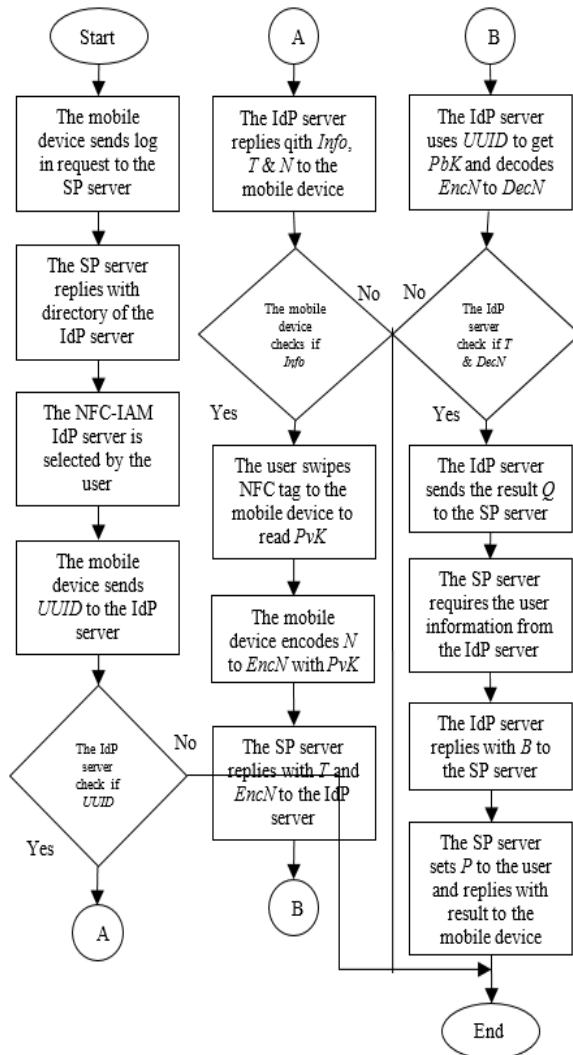 Start
The mobile
device sends log
in request to the
SP server
The SP server
replies with
directory of the
IdP server
The NFC-IAM
IdP server is
selected by the
user
The mobile
device sends
UUID to the IdP
server
The IdP
server
check if
UUID
No
Yes
A
A
The IdP server
replies qith Info,
T & N to the
mobile device
The mobile
device
checks if
Info
No
Yes
The user swipes
NFC tag to the
mobile device to
read PvK
The mobile
device encodes N
to EncN with PvK
The SP server
replies with T and
EncN to the IdP
server
B
B
The IdP server
uses UUID to get
PbK and decodes
EncN to DecN
No
The IdP
server
check if T
& DecN
Yes
The IdP server
sends the result Q
to the SP server
The SP server
requires the user
information from
the IdP server
The IdP server
replies with B to
the SP server
The SP server
sets P to the user
and replies with
result to the
mobile device
End